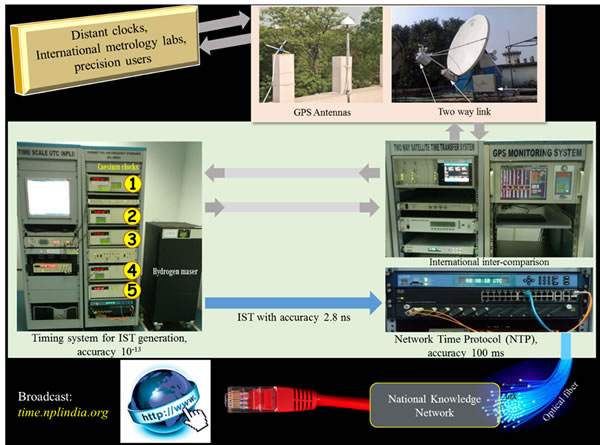 Distant clocks,
International metrology labs,
precision users
GPS Antennas
Two way link
TIME SCALE UTC (NPLI)
Caesium clocks
1
2
3
4
5
Hydrogen maser
TWO WAY SATELLITE TIME TRANSFER SYSTEM
GPS MONITORING SYSTEM
International inter-comparison
IST with accuracy 2.8 ns
Timing system for IST generation,
accuracy 10⁻¹³
Network Time Protocol (NTP),
accuracy 100 ms
Broadcast:
time.nplindia.org
http://www.
National Knowledge
Network
Optical fiber